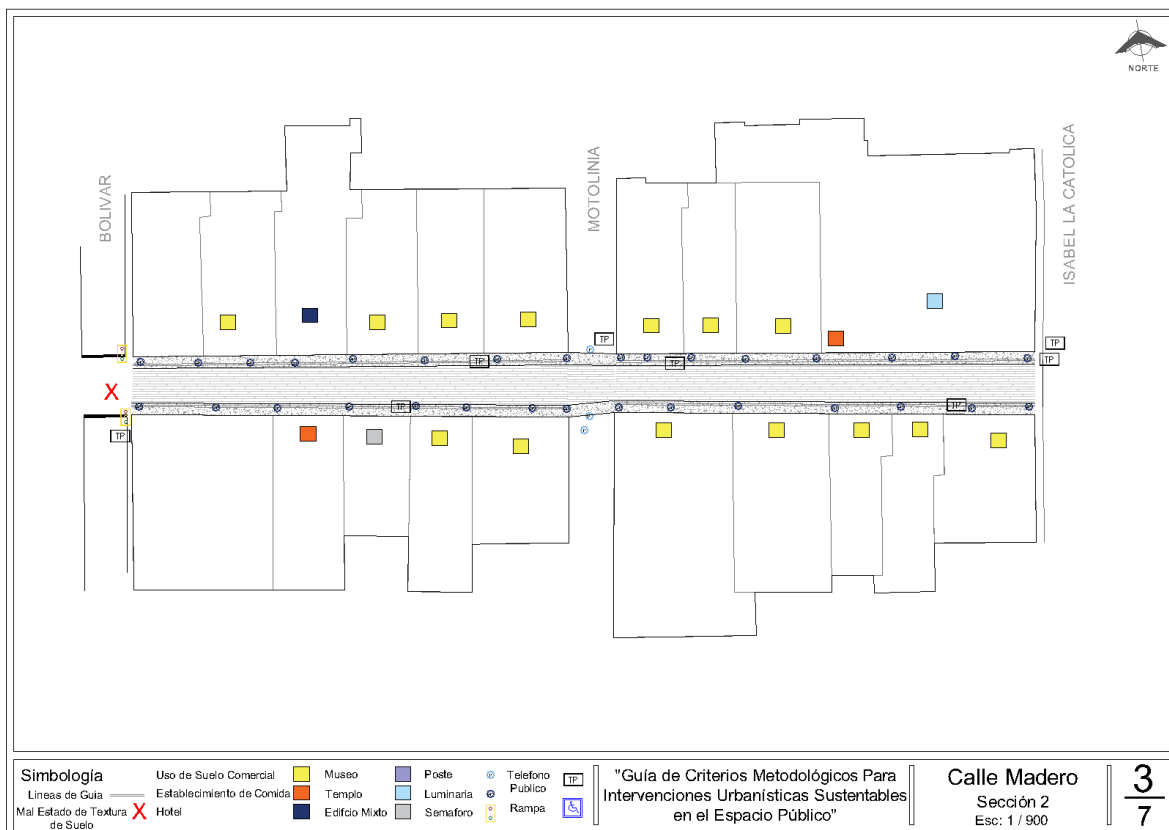 NORTE
BOLIVAR
MOTOLINIA
ISABEL LA CATOLICA
TP
TP
TP
TP
TP
TP
TP
TP
X
P
P
P
Simbología
Lineas de Guia
Mal Estado de Textura
de Suelo
X
Uso de Suelo Comercial
Establecimiento de Comida
Hotel
Museo
Templo
Edifcio Mixto
Poste
Luminaria
Semaforo
Telefono
Publico
TP
Rampa
"Guía de Criterios Metodológicos Para
Intervenciones Urbanísticas Sustentables
en el Espacio Público"
Calle Madero
Sección 2
Esc: 1 / 900
3
7